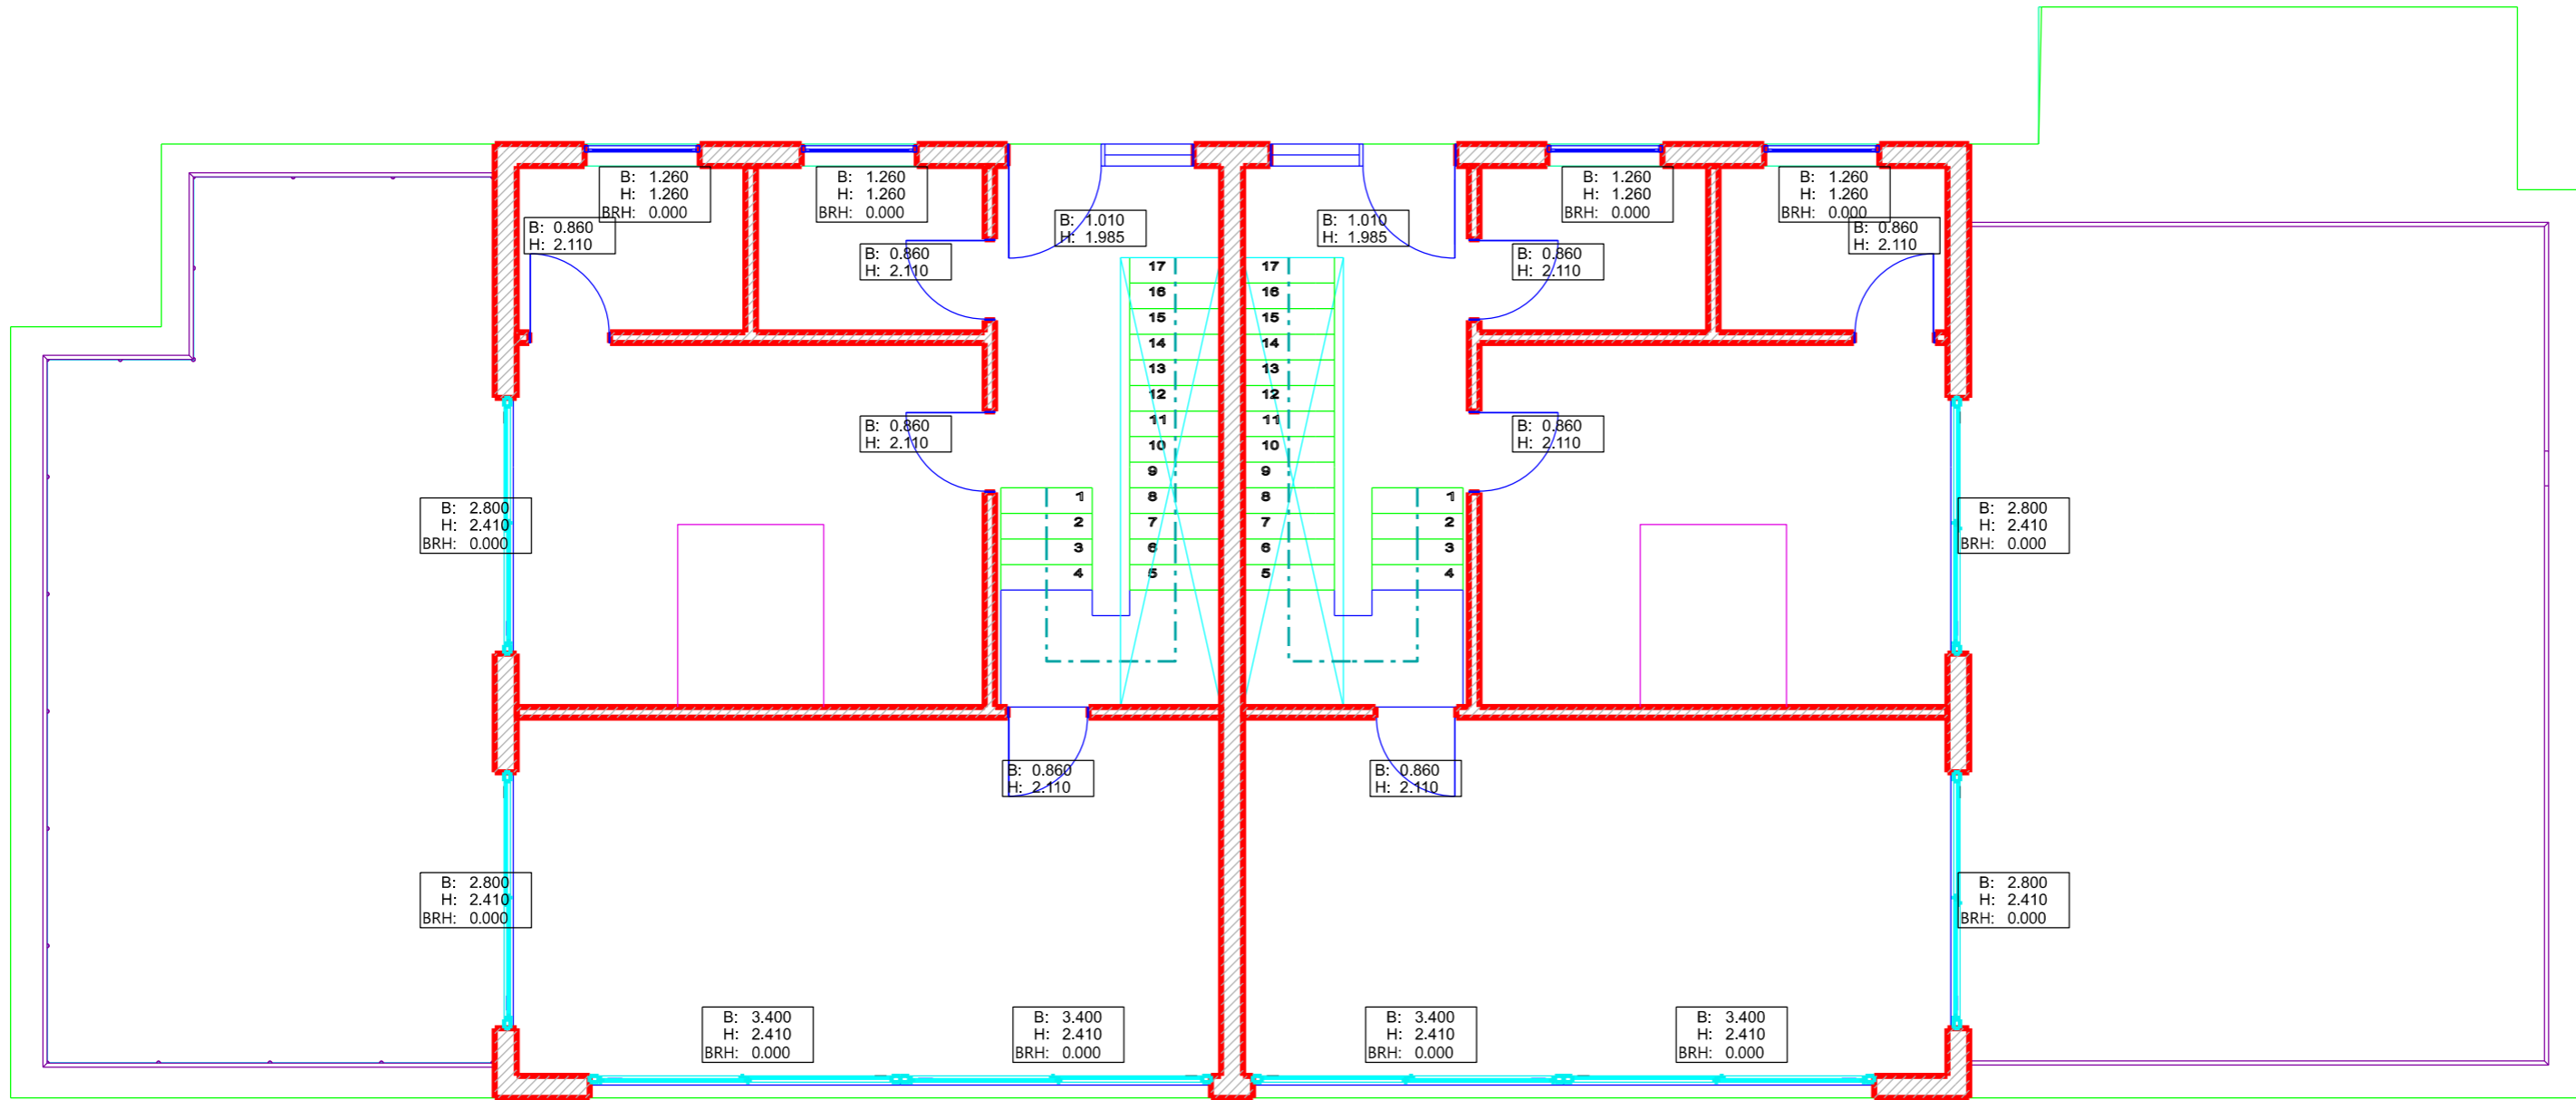 B: 1.260
H: 1.260
BRH: 0.000
B: 1.260
H: 1.260
BRH: 0.000
B: 1.260
H: 1.260
BRH: 0.000
B: 1.260
H: 1.260
BRH: 0.000
B: 0.860
H: 2.110
B: 1.010
H: 1.985
B: 1.010
H: 1.985
B: 0.860
H: 2.110
B: 0.860
H: 2.110
B: 0.860
H: 2.110
17 17
16 16
15 15
14 14
13 13
12 12
11 11
10 10
9 9
B: 0.860
H: 2.110
B: 0.860
H: 2.110
1 8 8 1
2 7 7 2
3 6 6 3
4 5 5 4
B: 2.800
H: 2.410
BRH: 0.000
B: 2.800
H: 2.410
BRH: 0.000
B: 0.860
H: 2.110
B: 0.860
H: 2.110
B: 2.800
H: 2.410
BRH: 0.000
B: 2.800
H: 2.410
BRH: 0.000
B: 3.400
H: 2.410
BRH: 0.000
B: 3.400
H: 2.410
BRH: 0.000
B: 3.400
H: 2.410
BRH: 0.000
B: 3.400
H: 2.410
BRH: 0.000